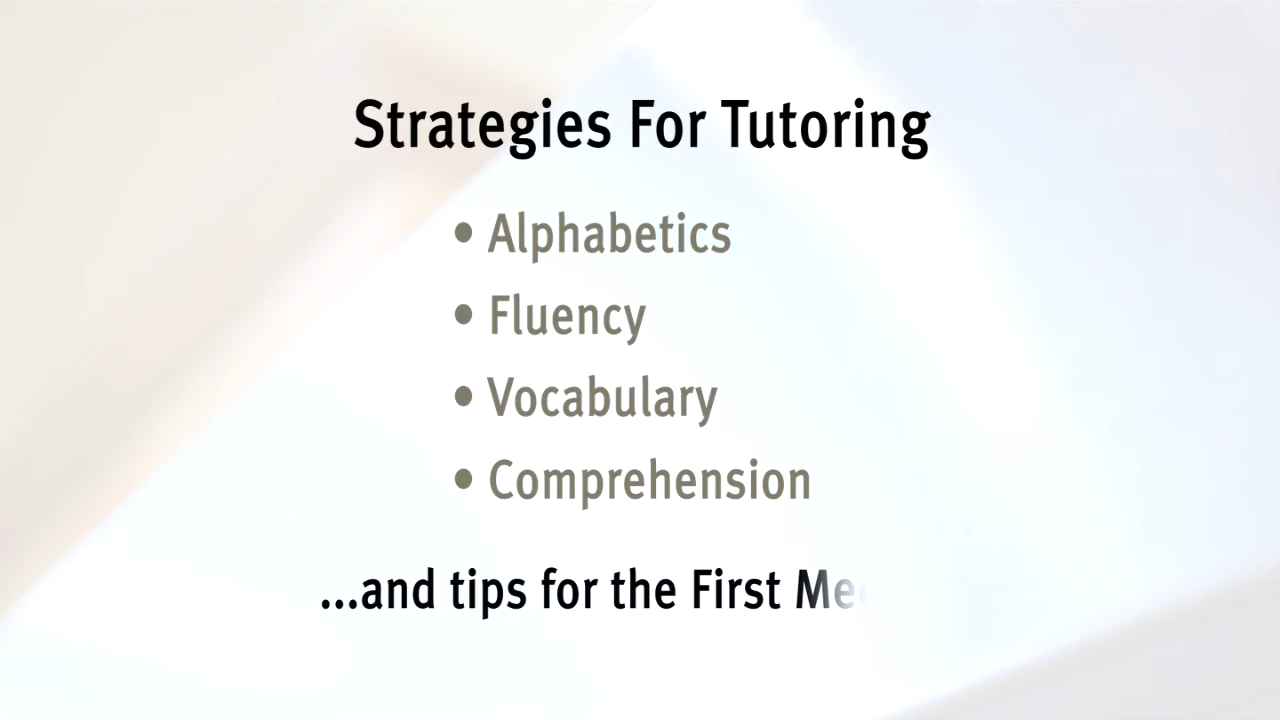 Strategies For Tutoring
• Alphabetics
• Fluency
• Vocabulary
• Comprehension
...and tips for the First